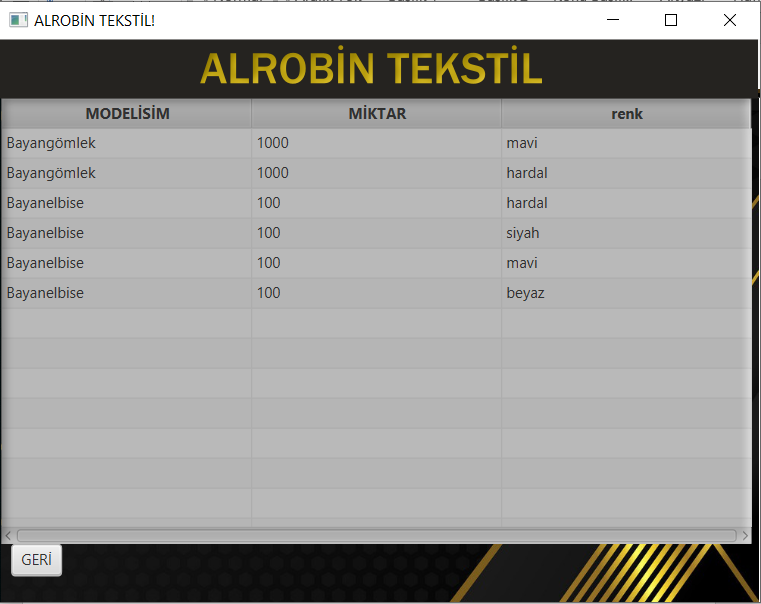 ALROBİN TEKSTİL!
ALROBİN TEKSTİL
MODELİSİM MİKTAR renk
Bayangömlek 1000 mavi
Bayangömlek 1000 hardal
Bayanelbise 100 hardal
Bayanelbise 100 siyah
Bayanelbise 100 mavi
Bayanelbise 100 beyaz
GERİ